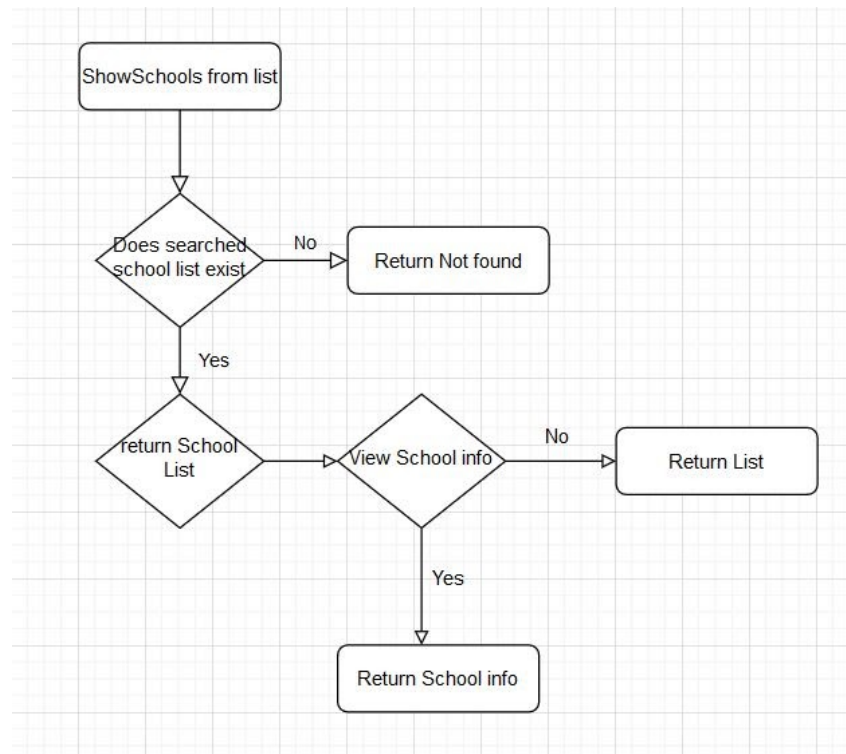 ShowSchools from list
Does searched
school list exist
No
Return Not found
Yes
return School
List
View School info
No
Return List
Yes
Return School info